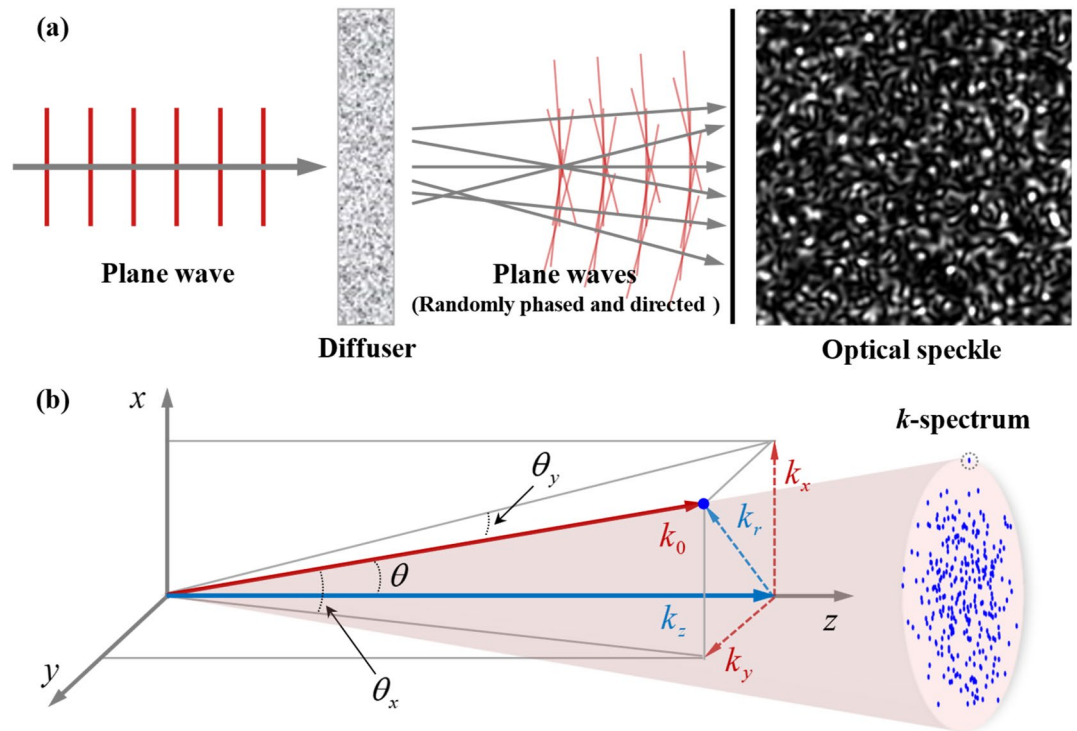 (a)
Plane wave
Diffuser
Plane waves
(Randomly phased and directed )
Optical speckle
(b)
x
k-spectrum
θy
kx
kr
k0
θ
kz
z
y
ky
θx